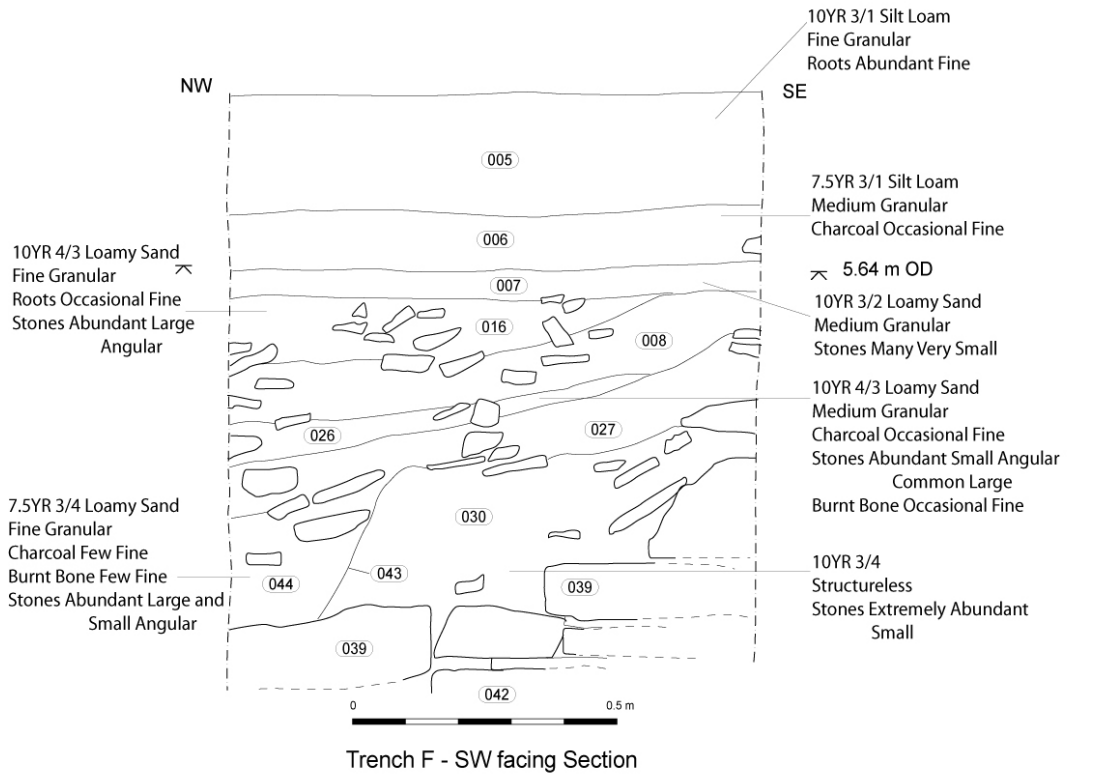 10YR 3/1 Silt Loam
Fine Granular
Roots Abundant Fine
NW
SE
005
7.5YR 3/1 Silt Loam
Medium Granular
Charcoal Occasional Fine
006
10YR 4/3 Loamy Sand
Fine Granular
Roots Occasional Fine
Stones Abundant Large
Angular
5.64 m OD
007
10YR 3/2 Loamy Sand
Medium Granular
Stones Many Very Small
016
008
10YR 4/3 Loamy Sand
Medium Granular
Charcoal Occasional Fine
Stones Abundant Small Angular
Common Large
Burnt Bone Occasional Fine
026
027
7.5YR 3/4 Loamy Sand
Fine Granular
Charcoal Few Fine
Burnt Bone Few Fine
Stones Abundant Large and
Small Angular
030
044
043
039
10YR 3/4
Structureless
Stones Extremely Abundant
Small
039
042
0
0.5 m
Trench F - SW facing Section